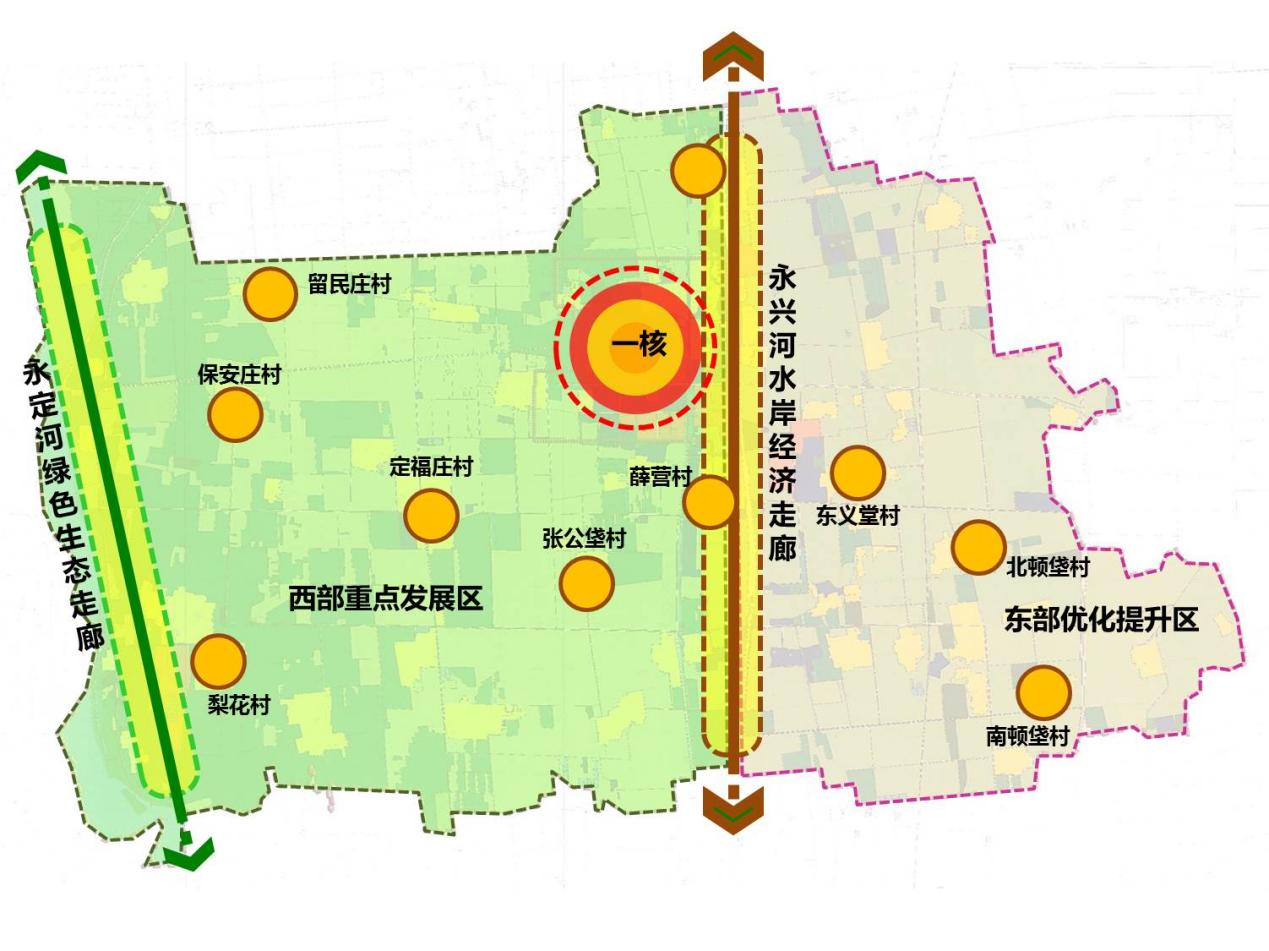 留民庄村
永兴河水岸经济走廊
一核
永定河绿色生态走廊
保安庄村
定福庄村
薛营村
东义堂村
张公垡村
北顿垡村
西部重点发展区
东部优化提升区
梨花村
南顿垡村